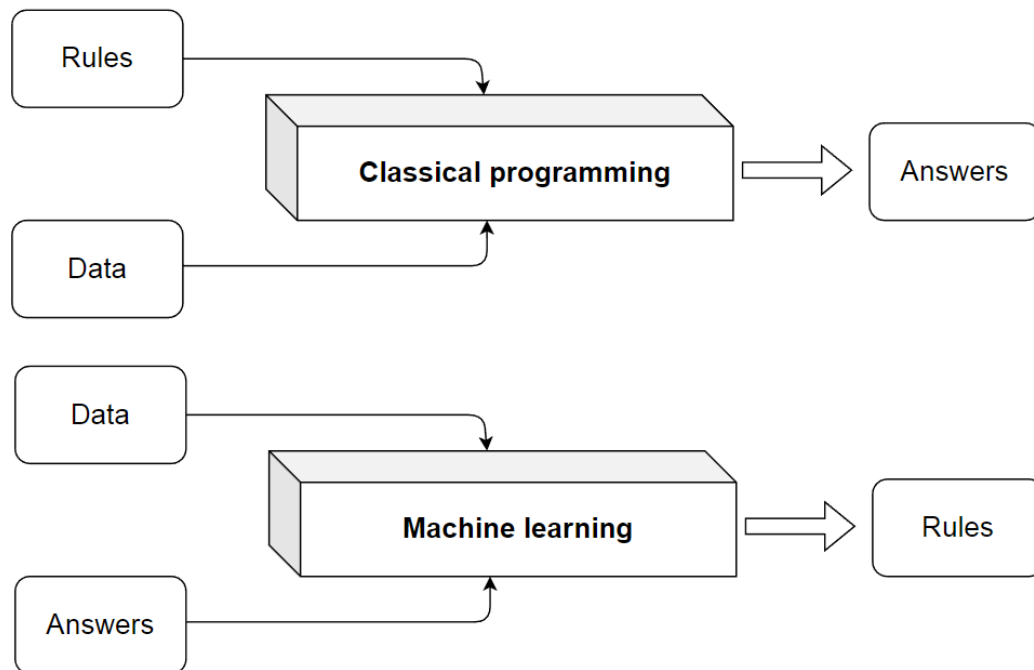 Rules
Classical programming
Answers
Data
Data
Machine learning
Rules
Answers